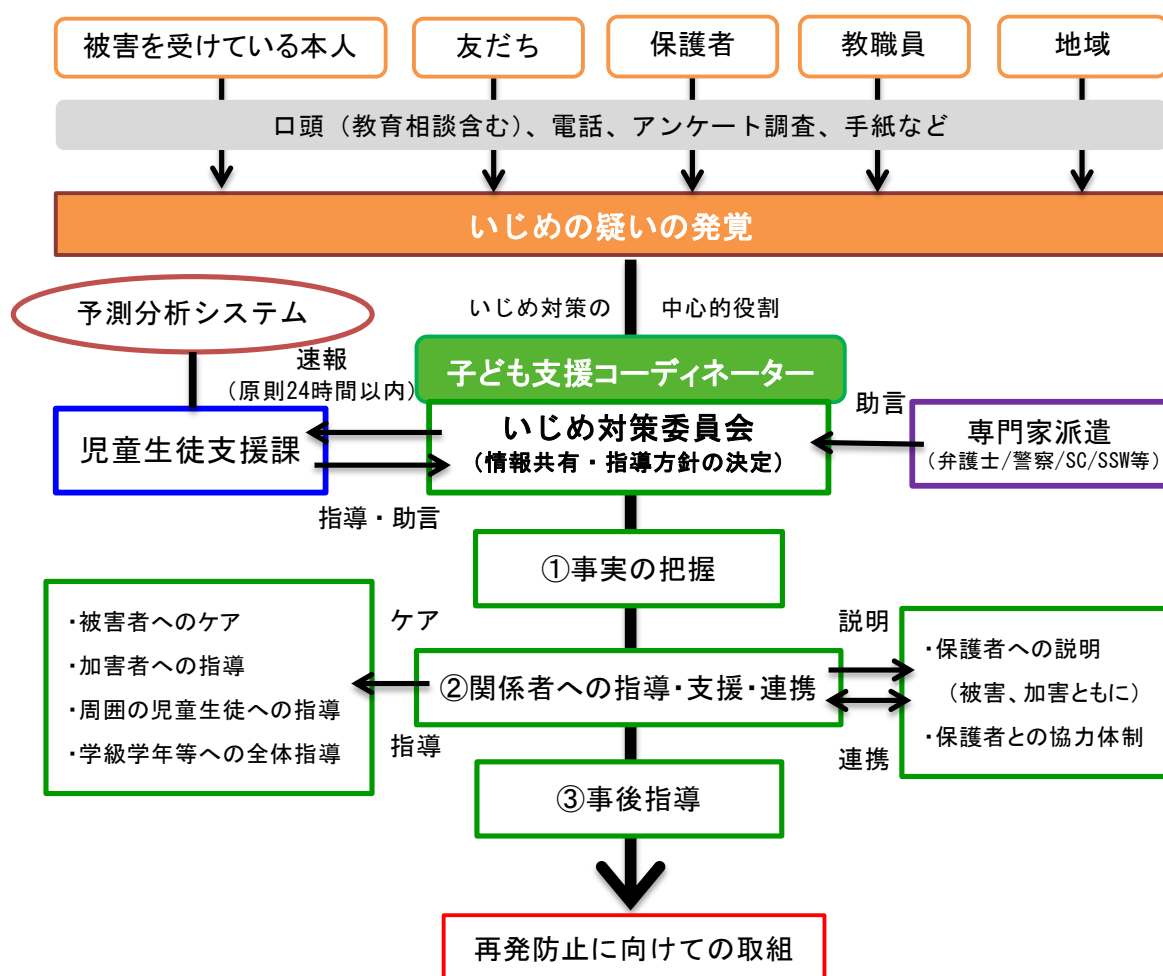 被害を受けている本人
友だち
保護者
教職員
地域
口頭（教育相談含む）、電話、アンケート調査、手紙など
いじめの疑いの発覚
いじめ対策の
中心的役割
予測分析システム
速報
（原則24時間以内）
子ども支援コーディネーター
児童生徒支援課
いじめ対策委員会
（情報共有・指導方針の決定）
助言
専門家派遣
（弁護士/警察/SC/SSW等）
指導・助言
①事実の把握
・被害者へのケア
・加害者への指導
・周囲の児童生徒への指導
・学級学年等への全体指導
ケア
指導
②関係者への指導・支援・連携
説明
連携
・保護者への説明
（被害、加害ともに）
・保護者との協力体制
③事後指導
再発防止に向けての取組